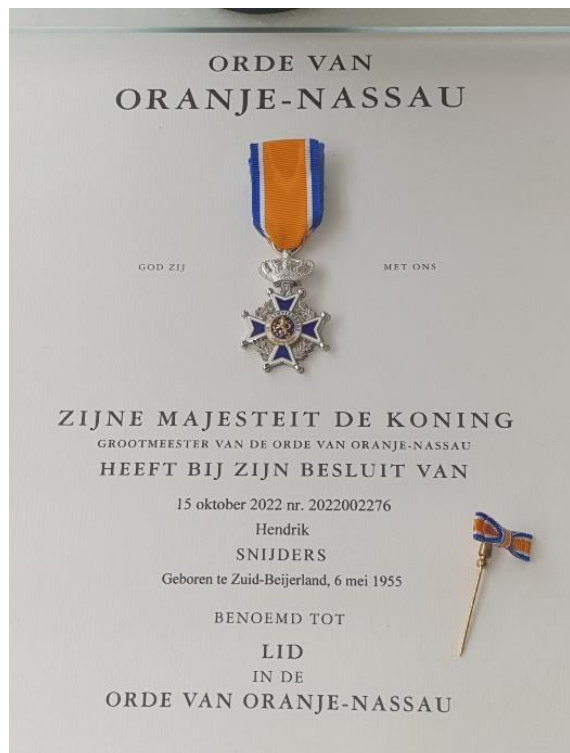 ORDE VAN
ORANJE-NASSAU
GOD ZIJ MET ONS
ZIJNE MAJESTEIT DE KONING
GROOTMEESTER VAN DE ORDE VAN ORANJE-NASSAU
HEEFT BIJ ZIJN BESLUIT VAN
15 oktober 2022 nr. 2022002276
Hendrik
SNIJDERS
Geboren te Zuid-Beijerland, 6 mei 1955
BENOEMD TOT
LID
IN DE
ORDE VAN ORANJE-NASSAU